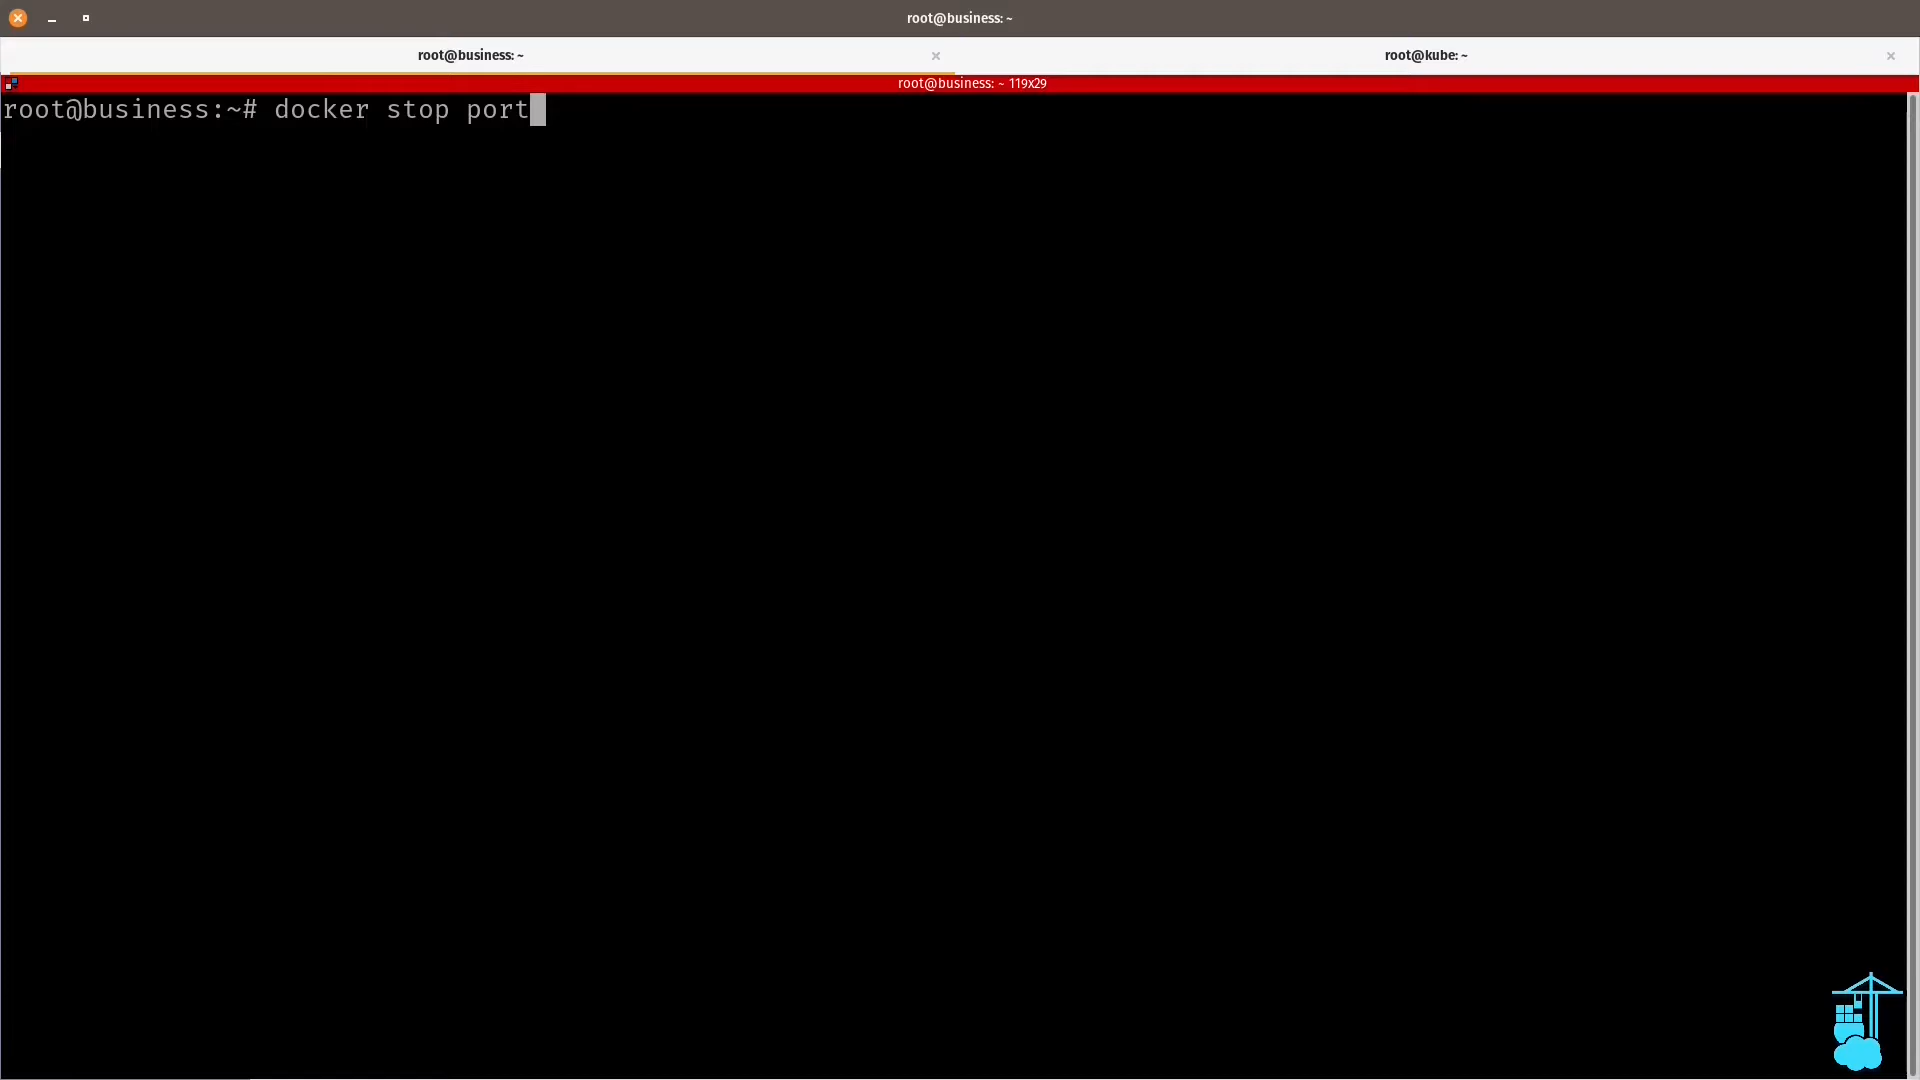 root@business: ~
root@business: ~
root@kube: ~
root@business: ~ 119x29
root@business:~# docker stop port